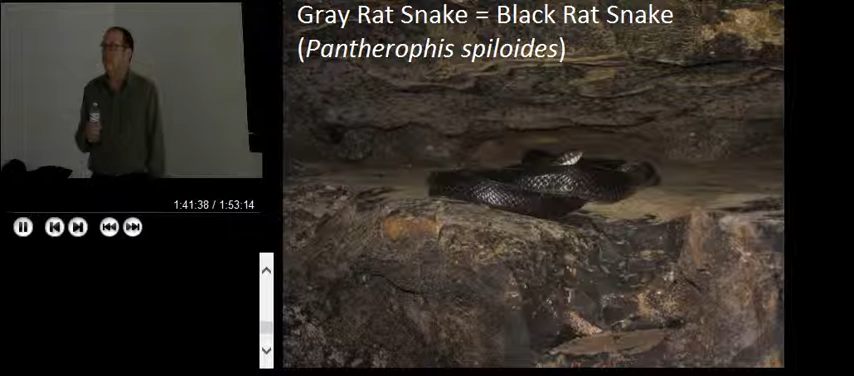 Gray Rat Snake = Black Rat Snake
(Pantherophis spiloides)
1:41:38 / 1:53:14